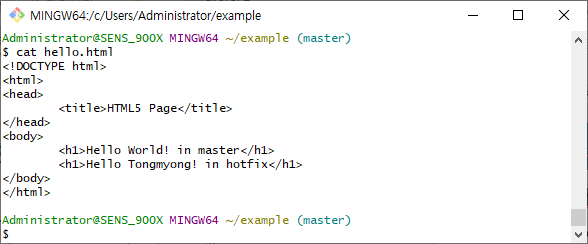 MINGW64:/c/Users/Administrator/example
Administrator@SENS_900X MINGW64 ~/example (master)
$ cat hello.html
<!DOCTYPE html>
<html>
<head>
        <title>HTML5 Page</title>
</head>
<body>
        <h1>Hello World! in master</h1>
        <h1>Hello Tongmyong! in hotfix</h1>
</body>
</html>

Administrator@SENS_900X MINGW64 ~/example (master)
$